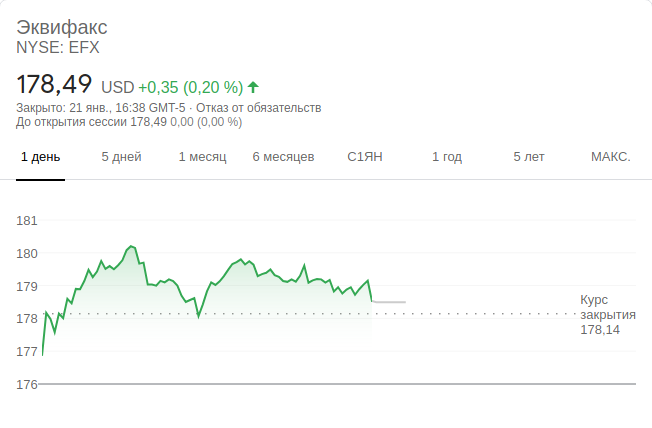 Эквифакс
NYSE: EFX
178,49 USD +0,35 (0,20 %)
Закрыто: 21 янв., 16:38 GMT-5 · Отказ от обязательств
До открытия сессии 178,49 0,00 (0,00 %)
1 день 5 дней 1 месяц 6 месяцев С1ЯН 1 год 5 лет МАКС.
181
180
179
178
177
176
Курс
закрытия
178,14